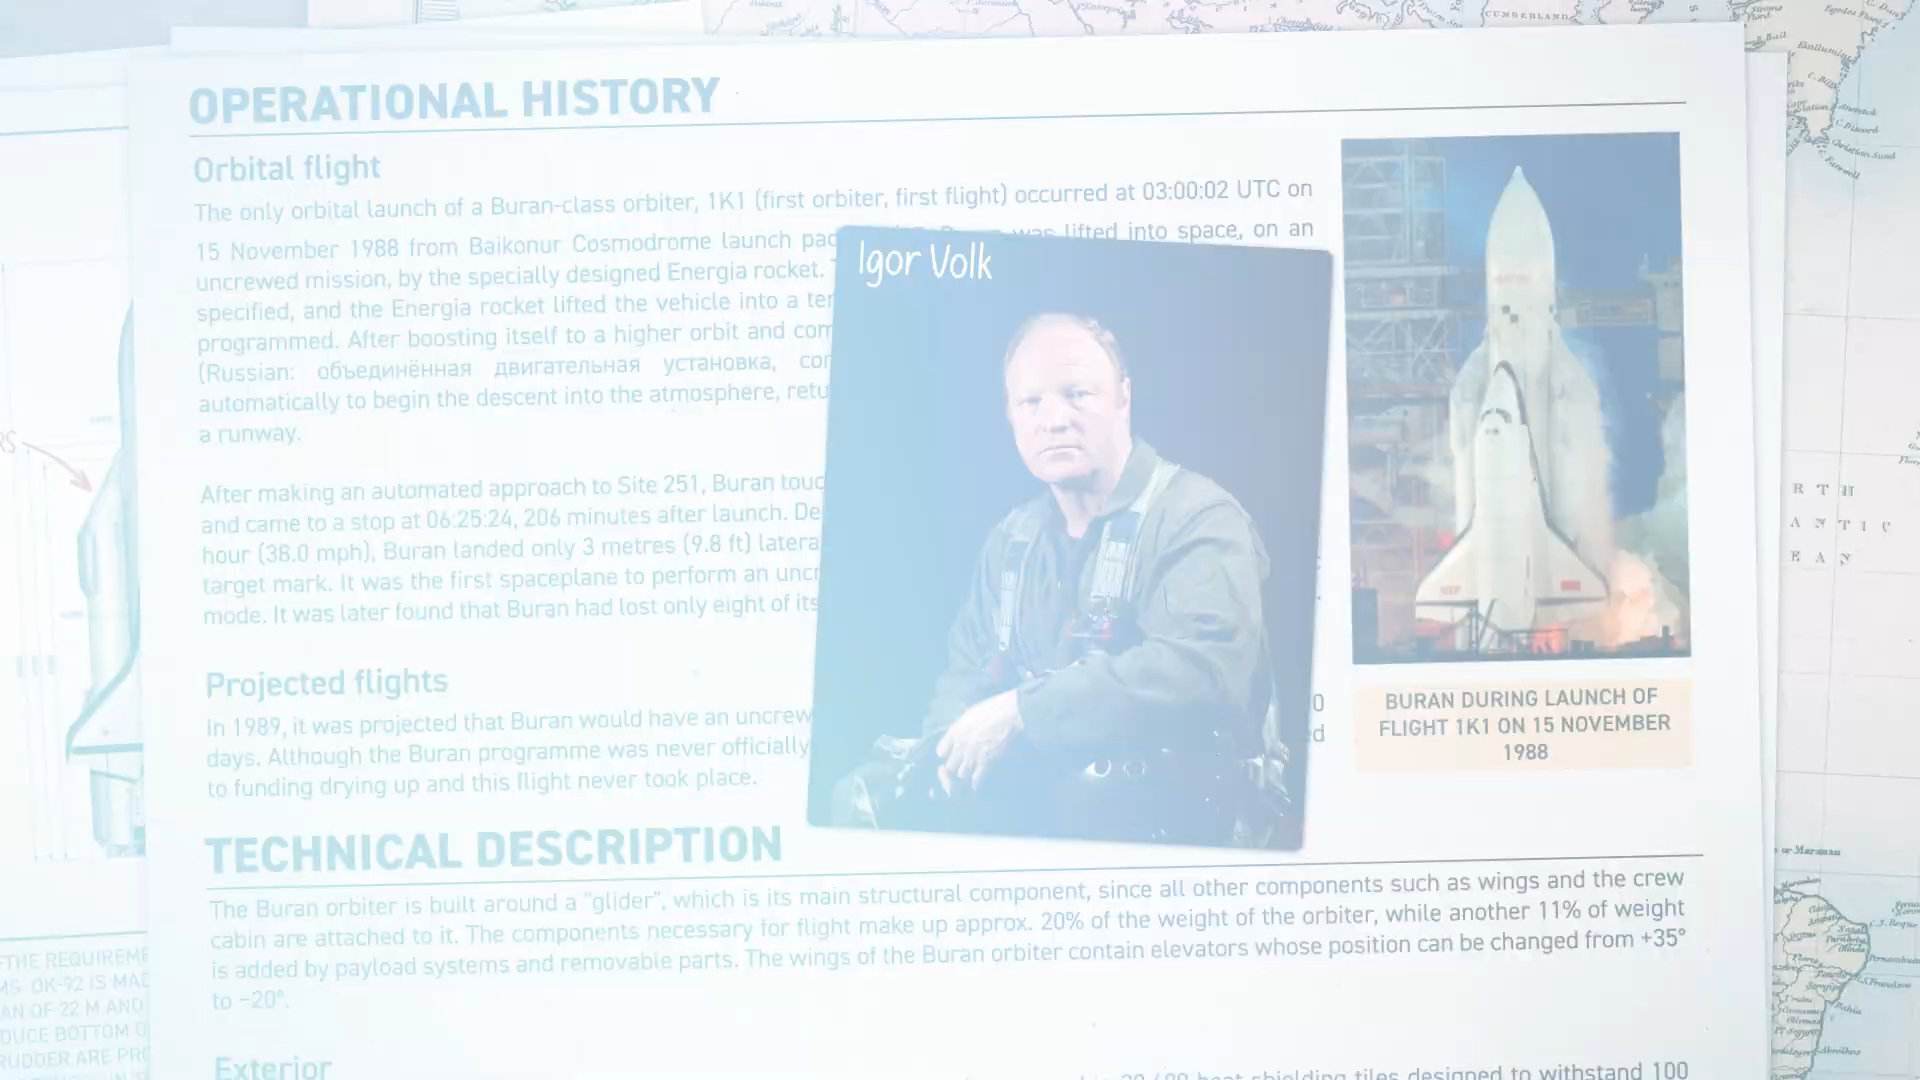 OPERATIONAL HISTORY
Orbital flight
The only orbital launch of a Buran-class orbiter, 1K1 (first orbiter, first flight) occurred at 03:00:02 UTC on
15 November 1988 from Baikonur Cosmodrome launch was lifted into space, on an
uncrewed mission, by the specially designed Energia rocket.
specified, and the Energia rocket lifted the vehicle into a
programmed. After boosting itself to a higher orbit and
(Russian: объединённая двигательная установка,
automatically to begin the descent into the atmosphere,
a runway.
After making an automated approach to Site 251, Buran
and came to a stop at 06:25:24, 206 minutes after launch.
hour (38.0 mph), Buran landed only 3 metres (9.8 ft)
target mark. It was the first spaceplane to perform an
mode. It was later found that Buran had lost only eight of its
Igor Volk
Projected flights
In 1989, it was projected that Buran would have an
days. Although the Buran programme was never officially
to funding drying up and this flight never took place.
BURAN DURING LAUNCH OF
FLIGHT 1K1 ON 15 NOVEMBER
1988
TECHNICAL DESCRIPTION
The Buran orbiter is built around a "glider", which is its main structural component, since all other components such as wings and the crew
cabin are attached to it. The components necessary for flight make up approx. 20% of the weight of the orbiter, while another 11% of weight
is added by payload systems and removable parts. The wings of the Buran orbiter contain elevators whose position can be changed from +35°
to −20°.
Exterior
heat shielding tiles designed to withstand 100
OK-92 IS
OF 22 M AND
BOTTOM
RUDDER ARE
CUMBERLAND